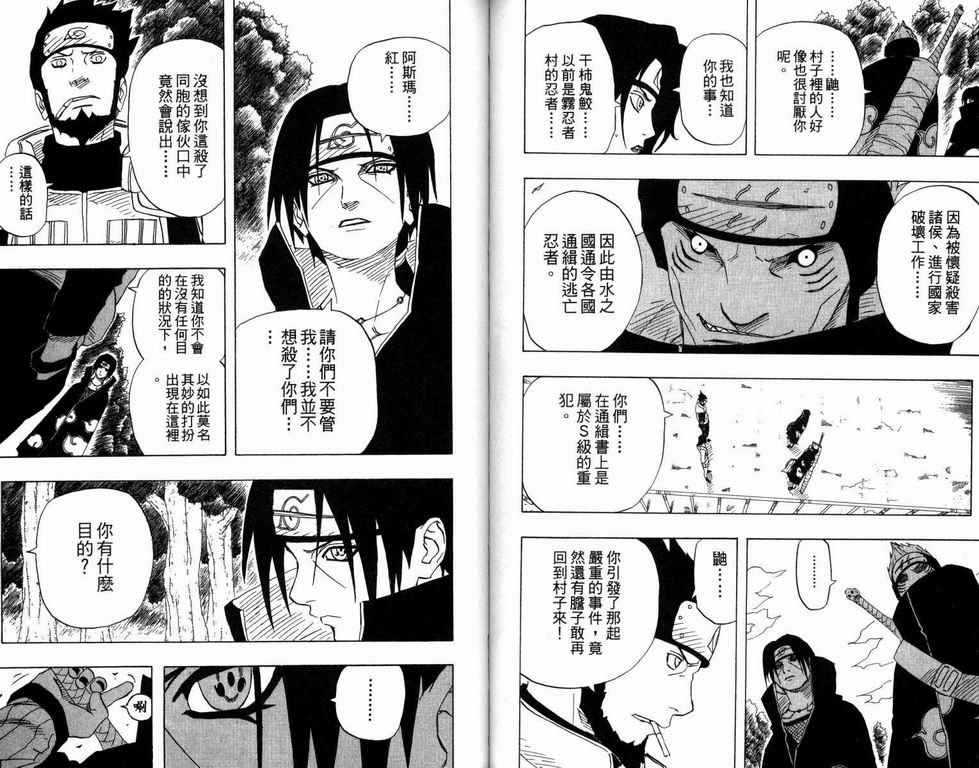 ……鼬
村子裡的人好
像也很討厭你
呢。
我也知道
你的事…
干柿鬼鮫……
以前是霧忍者
村的忍者
因為被懷疑殺害
諸侯、進行國家
破壞工作……
因此由水之
國通令各國
通緝的逃亡
忍者。
你們……
在通緝書上是
屬於S級的重
犯。
……
鼬…
你引發了那起
嚴重的事件，竟
然還有膽子敢再
回到村子來！
阿斯瑪
紅……
沒想到你這殺了
同胞的傢伙口中
竟然會說出……
這樣的話
……
請你們不要管
我……我並不
想殺了你們…
…
我知道你不會
在沒有任何目
的的狀況下，
以如此莫名
其妙的打扮
出現在這裡
。
你有什麼
目的？
……